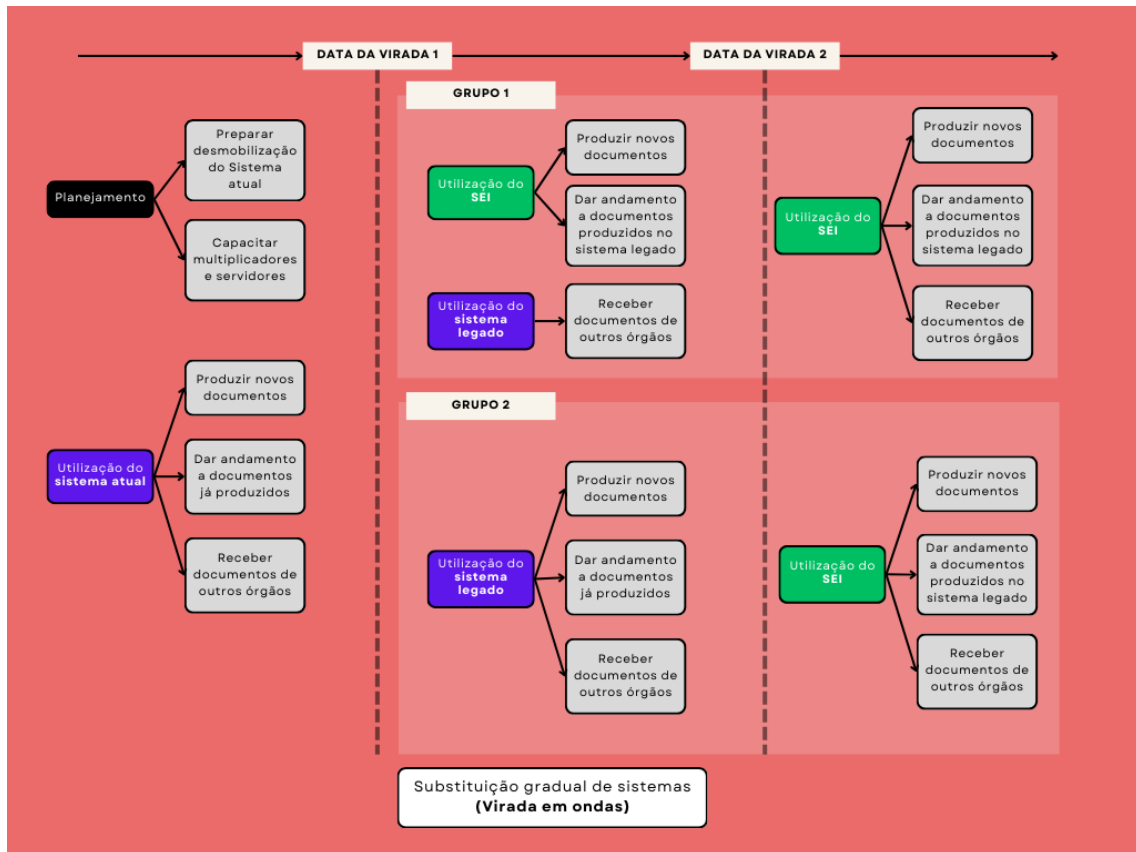 DATA DA VIRADA 1
DATA DA VIRADA 2
Planejamento
Preparar
desmobilização
do Sistema
atual
Capacitar
multiplicadores
e servidores
Utilização do
sistema atual
Produzir novos
documentos
Dar andamento
a documentos
já produzidos
Receber
documentos de
outros órgãos
GRUPO 1
Utilização do
SEI
Produzir novos
documentos
Dar andamento
a documentos
produzidos no
sistema legado
Utilização do
sistema
legado
Receber
documentos de
outros órgãos
Utilização do
SEI
Produzir novos
documentos
Dar andamento
a documentos
produzidos no
sistema legado
Receber
documentos de
outros órgãos
GRUPO 2
Utilização do
sistema
legado
Produzir novos
documentos
Dar andamento
a documentos
já produzidos
Receber
documentos de
outros órgãos
Utilização do
SEI
Produzir novos
documentos
Dar andamento
a documentos
produzidos no
sistema legado
Receber
documentos de
outros órgãos
Substituição gradual de sistemas
(Virada em ondas)